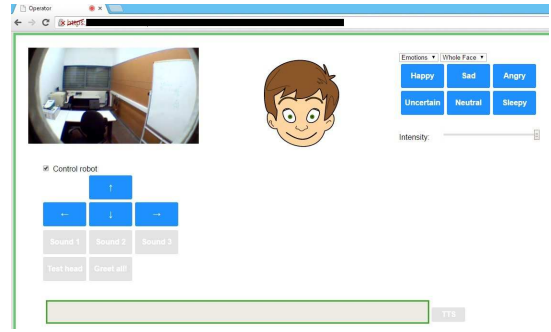 Operator
https:
Emotions Whole Face
Happy Sad Angry
Uncertain Neutral Sleepy
Intensity:
Control robot
↑
← ↓ →
Sound 1 Sound 2 Sound 3
Test head Greet all!
TTS